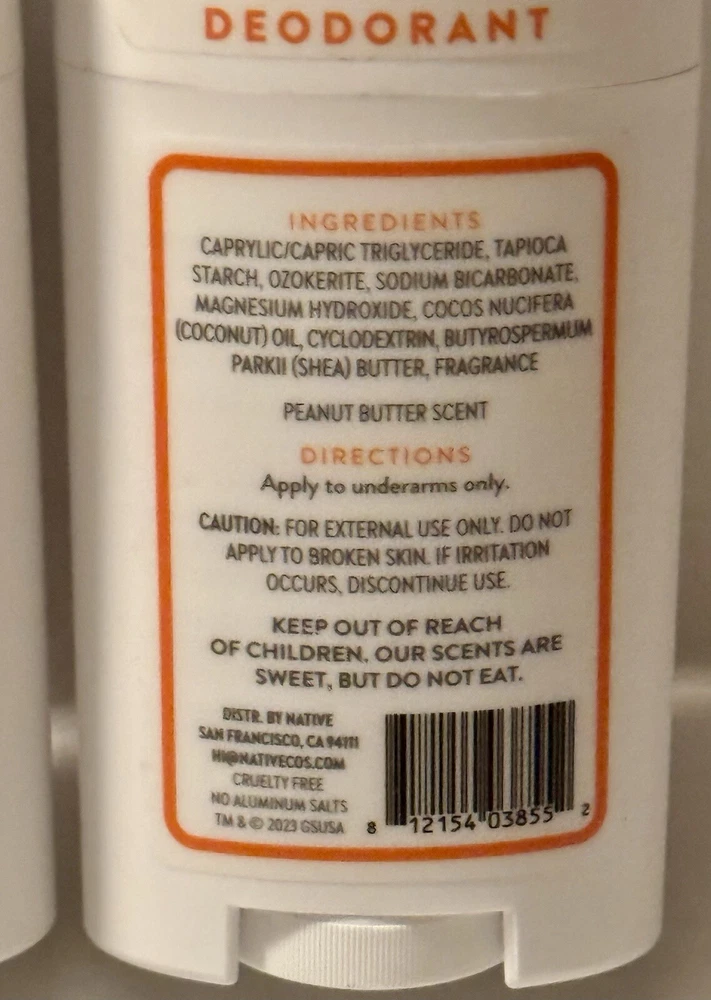 DEODORANT
INGREDIENTS
CAPRYLIC/CAPRIC TRIGLYCERIDE, TAPIOCA
STARCH, OZOKERITE, SODIUM BICARBONATE,
MAGNESIUM HYDROXIDE, COCOS NUCIFERA
(COCONUT) OIL, CYCLODEXTRIN, BUTYROSPERMUM
PARKII (SHEA) BUTTER, FRAGRANCE
PEANUT BUTTER SCENT
DIRECTIONS
Apply to underarms only.
CAUTION: FOR EXTERNAL USE ONLY. DO NOT
APPLY TO BROKEN SKIN. IF IRRITATION
OCCURS, DISCONTINUE USE.
KEEP OUT OF REACH
OF CHILDREN. OUR SCENTS ARE
SWEET, BUT DO NOT EAT.
DISTR. BY NATIVE
SAN FRANCISCO, CA 94111
HI@NATIVECOS.COM
CRUELTY FREE
NO ALUMINUM SALTS
TM & © 2023 GSUSA
8 12154 03855 2